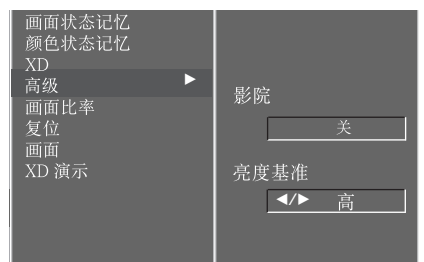 画面状态记忆
颜色状态记忆
XD
高级 ▶
画面比率
复位
画面
XD 演示
影院
关
亮度基准
◀/▶ 高